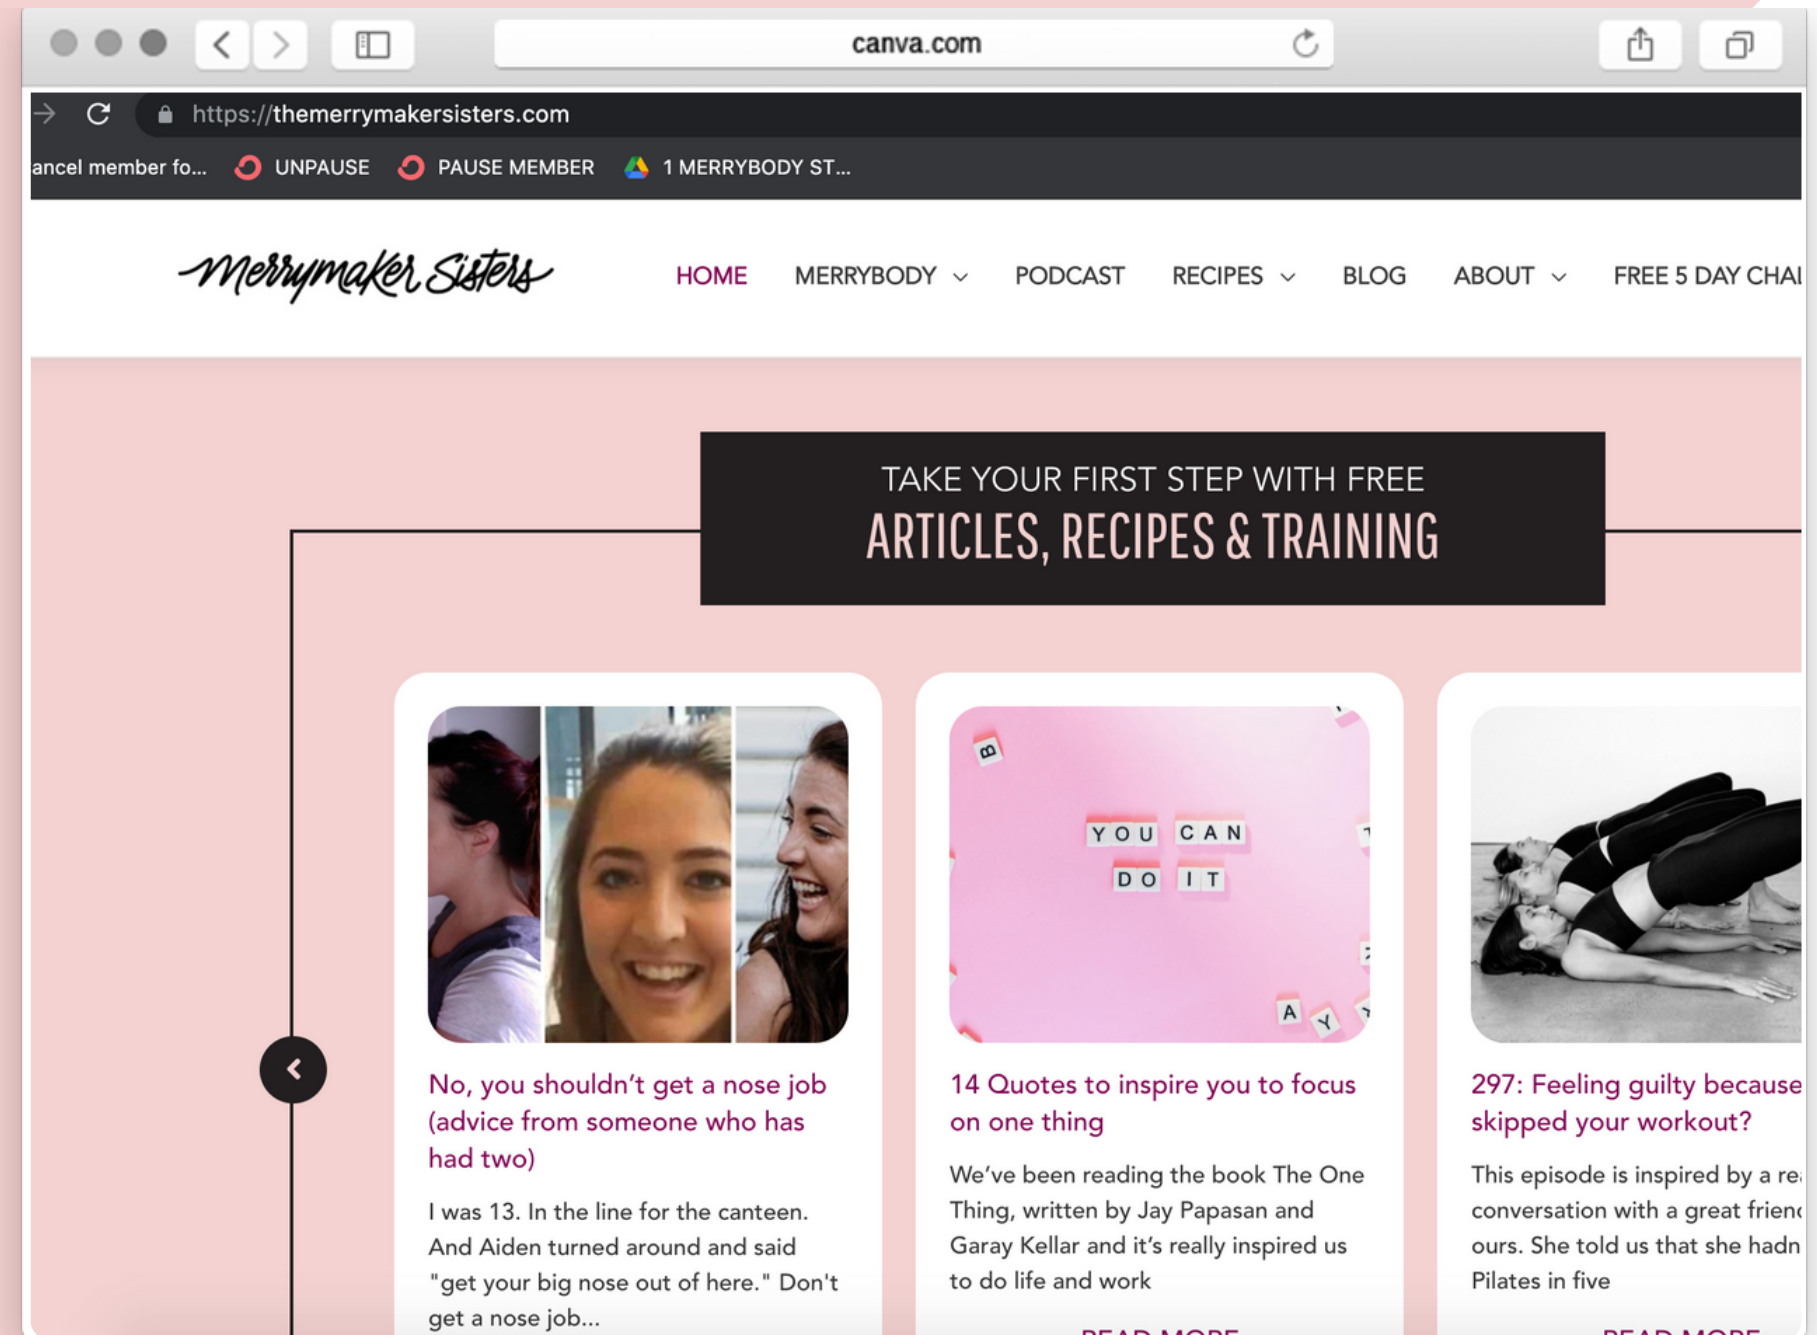 canva.com
https://themerrymakersisters.com
ancel member fo... UNPAUSE PAUSE MEMBER 1 MERRYBODY ST...
Merrymaker Sisters HOME MERRYBODY PODCAST RECIPES BLOG ABOUT FREE 5 DAY CHAL
TAKE YOUR FIRST STEP WITH FREE
ARTICLES, RECIPES & TRAINING
B
YOU CAN
DO IT
A Y
No, you shouldn't get a nose job
(advice from someone who has
had two)
I was 13. In the line for the canteen.
And Aiden turned around and said
"get your big nose out of here." Don't
get a nose job...
14 Quotes to inspire you to focus
on one thing
We've been reading the book The One
Thing, written by Jay Papasan and
Garay Kellar and it's really inspired us
to do life and work
READ MORE
297: Feeling guilty because
skipped your workout?
This episode is inspired by a
conversation with a great
ours. She told us that she
Pilates in five
READ MORE